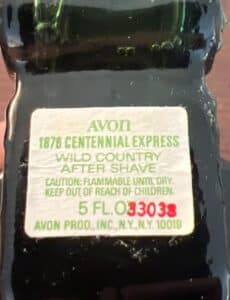 AVON
1876 CENTENNIAL EXPRESS
WILD COUNTRY
AFTER SHAVE
CAUTION: FLAMMABLE UNTIL DRY.
KEEP OUT OF REACH OF CHILDREN.
5 FL.O 33038
AVON PROD., INC., N.Y., N.Y. 10019